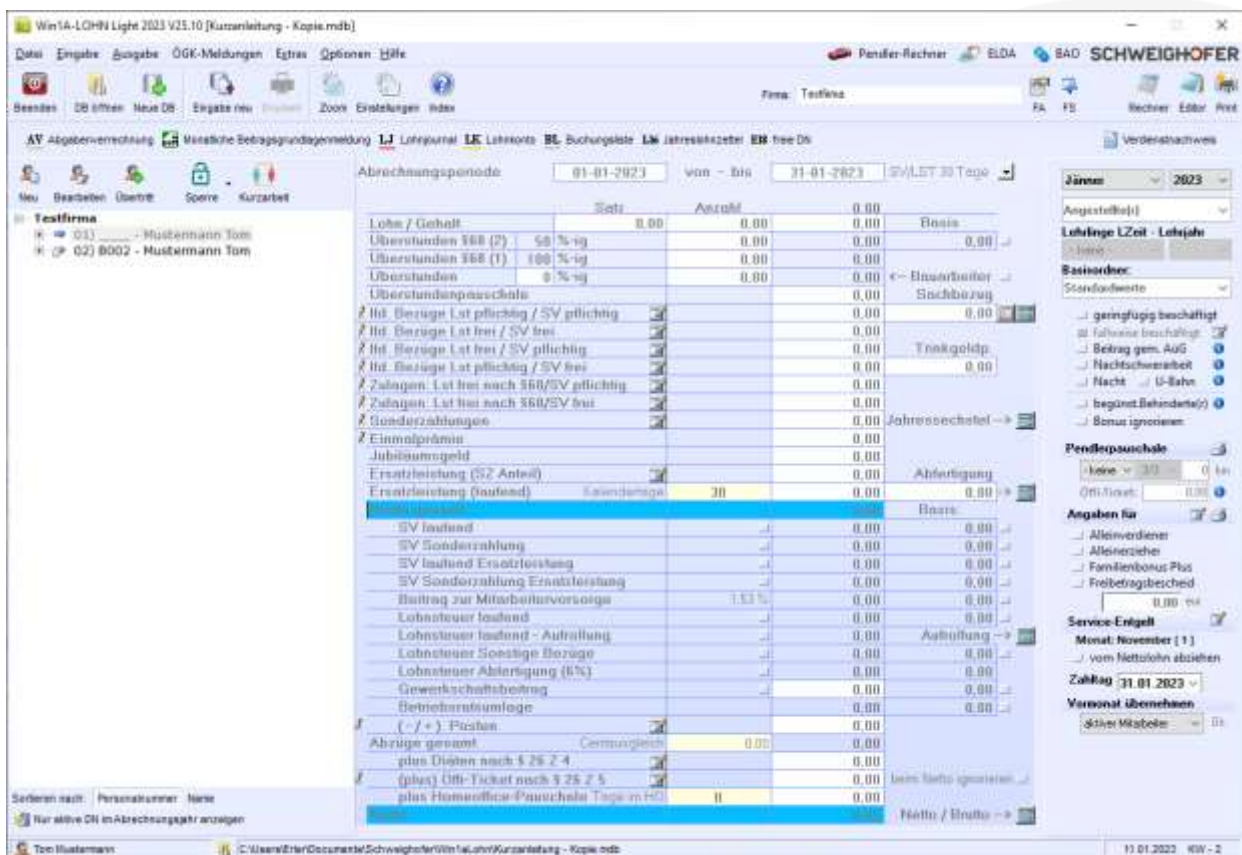 Win1A-LOHN Light 2023 V25.10 [Kurzanleitung - Kopie.mdb]
Datei Eingabe Ausgabe ÖGK-Meldungen Extras Optionen Hilfe
Pendler-Rechner ELDA BAO SCHWEIGHOFER
Beenden DB öffnen Neue DB Eingabe neu Drucken Zoom Einstellungen Index
Firma: Testfirma
FA FS Rechner Editor Print
AV Abgabenverrechnung Monatliche Beitragsgrundlagenmeldung LJ Lohnjournal LK Lohnkonto BL Buchungsliste LZ Jahreslohnzettel freie DN
Verdienstnachweis
Neu Bearbeiten Übertritt Sperre Kurzarbeit
Testfirma
01) ____ - Mustermann Tom
02) B002 - Mustermann Tom
Abrechnungsperiode 01-01-2023 von - bis 31-01-2023 SV/LST 30 Tage
Satz Anzahl 0.00
Lohn / Gehalt 0.00 0.00 0.00 Basis
Überstunden §68 (2) 50 %-ig 0.00 0.00 0.00
Überstunden §68 (1) 100 %-ig 0.00 0.00
Überstunden 0 %-ig 0.00 0.00 <-- Bauarbeiter
Überstundenpauschale 0.00 Sachbezug
lfd. Bezüge Lst pflichtig / SV pflichtig 0.00 0.00
lfd. Bezüge Lst frei / SV frei 0.00
lfd. Bezüge Lst frei / SV pflichtig 0.00 Trinkgeldp.
lfd. Bezüge Lst pflichtig / SV frei 0.00 0.00
Zulagen: Lst frei nach §68/SV pflichtig 0.00
Zulagen: Lst frei nach §68/SV frei 0.00
Sonderzahlungen 0.00 Jahressechstel -->
Einmalprämie 0.00
Jubiläumsgeld 0.00
Ersatzleistung (SZ Anteil) 0.00 Abfertigung
Ersatzleistung (laufend) Kalendertage 30 0.00 0.00 -->
0.00 Basis
SV laufend 0.00 0.00
SV Sonderzahlung 0.00 0.00
SV laufend Ersatzleistung 0.00 0.00
SV Sonderzahlung Ersatzleistung 0.00 0.00
Beitrag zur Mitarbeitervorsorge 1.53 % 0.00 0.00
Lohnsteuer laufend 0.00 0.00
Lohnsteuer laufend - Aufrollung 0.00 Aufrollung -->
Lohnsteuer Sonstige Bezüge 0.00 0.00
Lohnsteuer Abfertigung (6%) 0.00 0.00
Gewerkschaftsbeitrag 0.00 0.00
Betriebsratsumlage 0.00 0.00
(-/+) Posten 0.00
Abzüge gesamt Centausgleich 0.00 0.00
plus Diäten nach § 26 Z 4 0.00
(plus) Öffi-Ticket nach § 26 Z 5 0.00 beim Netto ignorieren
plus Homeoffice-Pauschale Tage im HO 0 0.00
Netto / Brutto -->
Jänner 2023
Angestellte(r)
Lehrlinge LZeit - Lehrjahr
- keine
Basisordner:
Standardwerte
geringfügig beschäftigt
fallweise beschäftigt
Beitrag gem. AuG
Nachtschwerarbeit
Nacht U-Bahn
begünst.Behinderte(r)
Bonus ignorieren
Pendlerpauschale
- keine 3/3 0 km
Öffi-Ticket: 0.00
Angaben für
Alleinverdiener
Alleinerzieher
Familienbonus Plus
Freibetragsbescheid
0.00 eur
Service-Entgelt
Monat: November ( 1 )
vom Nettolohn abziehen
Zahltag 31.01.2023
Vormonat übernehmen
aktiver Mitarbeiter
Sortieren nach: Personalnummer Name
Nur aktive DN im Abrechnungsjahr anzeigen
Tom Mustermann C:\Users\Erler\Documents\Schweighofer\Win1aLohn\Kurzanleitung - Kopie.mdb 11.01.2023 KW - 2